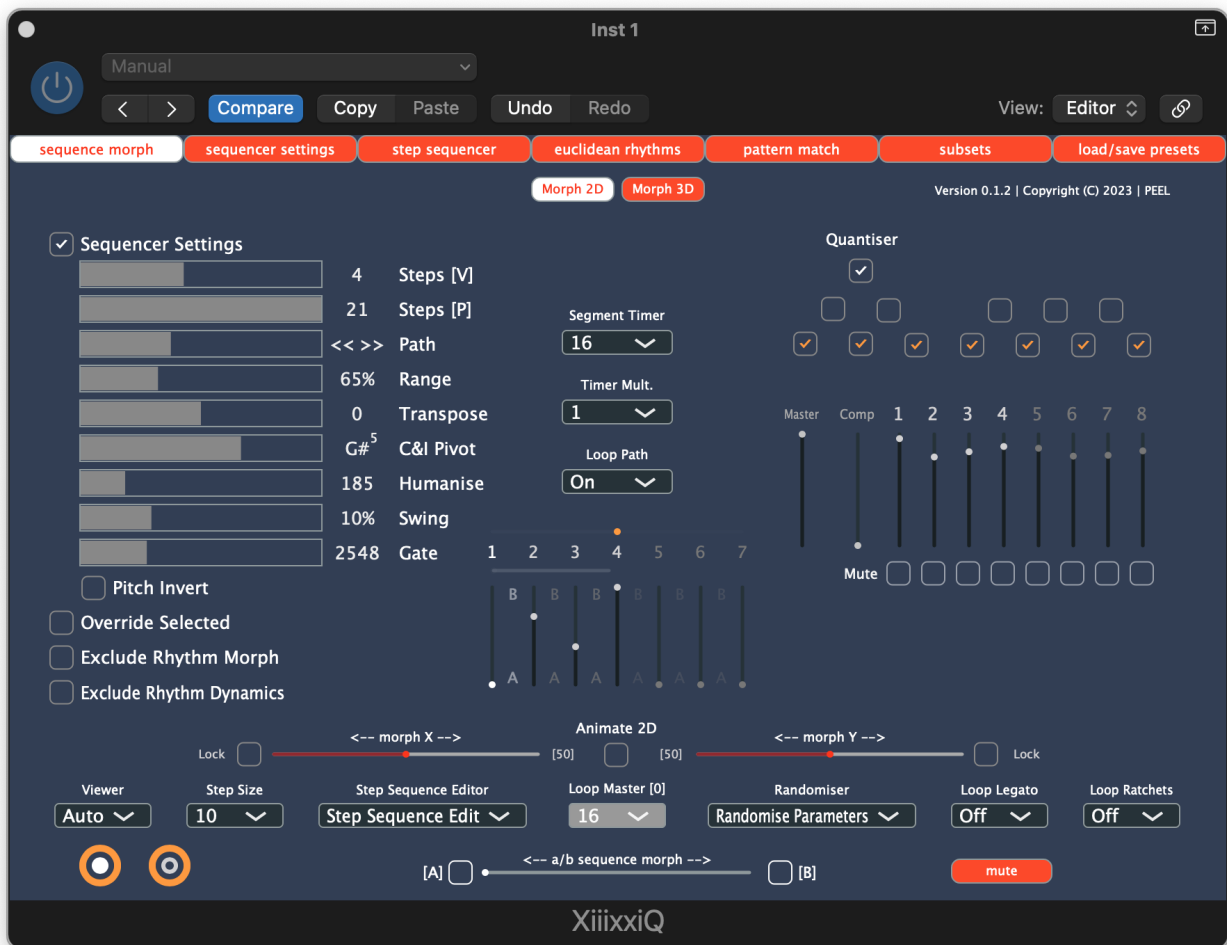 Inst 1
Manual
Compare Copy Paste Undo Redo View: Editor
sequence morph sequencer settings step sequencer euclidean rhythms pattern match subsets load/save presets
Morph 2D Morph 3D Version 0.1.2 | Copyright (C) 2023 | PEEL
Sequencer Settings
Quantiser
4 Steps [V]
21 Steps [P]
<< >> Path
65% Range
0 Transpose
G#5 C&I Pivot
185 Humanise
10% Swing
2548 Gate
Pitch Invert
Override Selected
Exclude Rhythm Morph
Exclude Rhythm Dynamics
Segment Timer
16
Timer Mult.
1
Loop Path
On
1 2 3 4 5 6 7
B B B B B B
A A A A A A
Master Comp 1 2 3 4 5 6 7 8
Mute
Animate 2D
<-- morph X --> <-- morph Y -->
Lock [50] [50] Lock
Viewer Step Size Step Sequence Editor Loop Master [0] Randomiser Loop Legato Loop Ratchets
Auto 10 Step Sequence Edit 16 Randomise Parameters Off Off
<-- a/b sequence morph -->
[A] [B] mute
XiiixxiQ